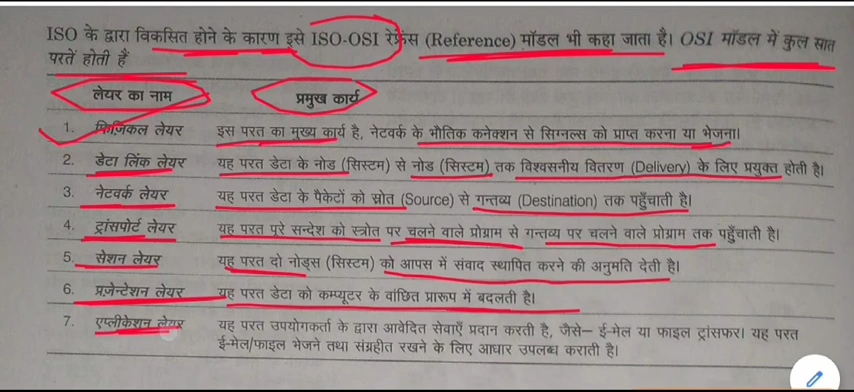 ISO के द्वारा विकसित होने के कारण इसे ISO-OSI रेफ्रेंस (Reference) मॉडल भी कहा जाता है। OSI मॉडल में कुल सात
परतें होती हैं
लेयर का नाम प्रमुख कार्य
1. फिज़िकल लेयर इस परत का मुख्य कार्य है, नेटवर्क के भौतिक कनेक्शन से सिग्नल्स को प्राप्त करना या भेजना।
2. डेटा लिंक लेयर यह परत डेटा के नोड (सिस्टम) से नोड (सिस्टम) तक विश्वसनीय वितरण (Delivery) के लिए प्रयुक्त होती है।
3. नेटवर्क लेयर यह परत डेटा के पैकेटों को स्रोत (Source) से गन्तव्य (Destination) तक पहुँचाती है।
4. ट्रांसपोर्ट लेयर यह परत पूरे सन्देश को स्त्रोत पर चलने वाले प्रोग्राम से गन्तव्य पर चलने वाले प्रोग्राम तक पहुँचाती है।
5. सेशन लेयर यह परत दो नोड्स (सिस्टम) को आपस में संवाद स्थापित करने की अनुमति देती है।
6. प्रज़ेन्टेशन लेयर यह परत डेटा को कम्प्यूटर के वांछित प्रारूप में बदलती है।
7. एप्लीकेशन लेयर यह परत उपयोगकर्ता के द्वारा आवेदित सेवाएँ प्रदान करती है, जैसे– ई-मेल या फाइल ट्रांसफर। यह परत
ई-मेल/फाइल भेजने तथा संग्रहीत रखने के लिए आधार उपलब्ध कराती है।